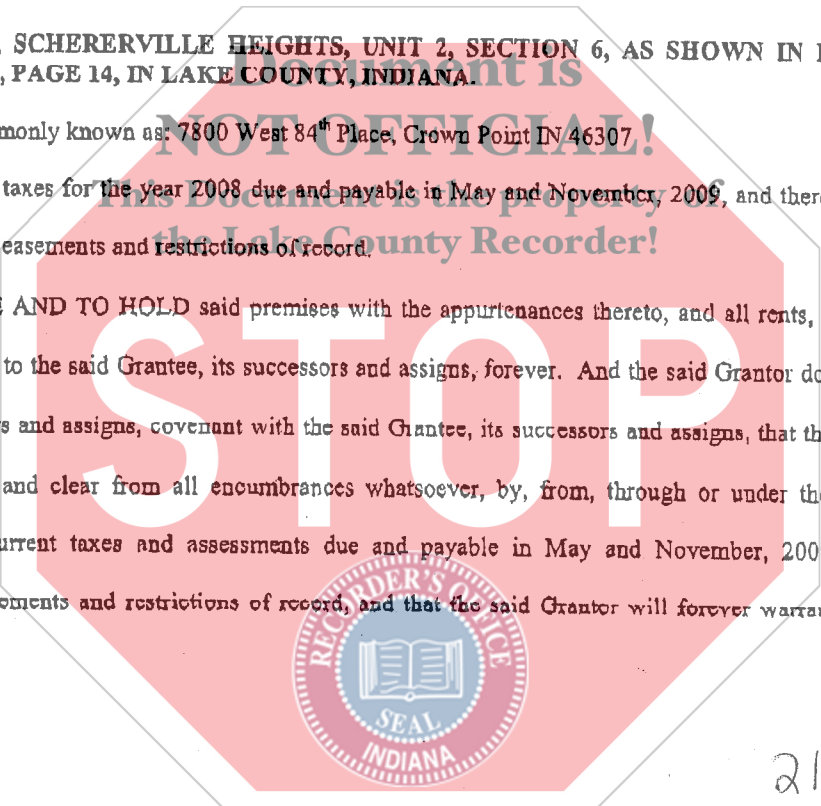 , SCHERERVILLE HEIGHTS, UNIT 2, SECTION 6, AS SHOWN IN
, PAGE 14, IN LAKE COUNTY, INDIANA.
Document is
monly known as: 7800 West 84th Place, Crown Point IN 46307
NOT OFFICIAL!
taxes for the year 2008 due and payable in May and November, 2009, and there
This Document is the property of
the Lake County Recorder!
easements and restrictions of record.
E AND TO HOLD said premises with the appurtenances thereto, and all rents,
to the said Grantee, its successors and assigns, forever. And the said Grantor do
STOP
s and assigns, covenant with the said Grantee, its successors and assigns, that th
and clear from all encumbrances whatsoever, by, from, through or under th
urrent taxes and assessments due and payable in May and November, 200
ements and restrictions of record, and that the said Grantor will forever warra
RECORDER'S OFFICE
SEAL
INDIANA
21